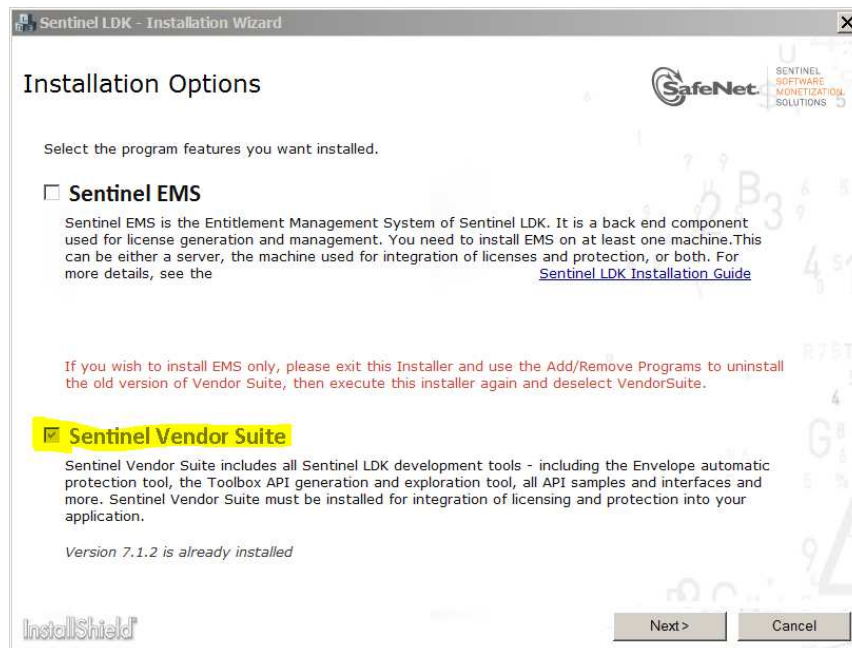 Sentinel LDK - Installation Wizard
Installation Options
SafeNet.
SENTINEL
SOFTWARE
MONETIZATION
SOLUTIONS
Select the program features you want installed.
Sentinel EMS
Sentinel EMS is the Entitlement Management System of Sentinel LDK. It is a back end component
used for license generation and management. You need to install EMS on at least one machine.This
can be either a server, the machine used for integration of licenses and protection, or both. For
more details, see the Sentinel LDK Installation Guide
If you wish to install EMS only, please exit this Installer and use the Add/Remove Programs to uninstall
the old version of Vendor Suite, then execute this installer again and deselect VendorSuite.
Sentinel Vendor Suite
Sentinel Vendor Suite includes all Sentinel LDK development tools - including the Envelope automatic
protection tool, the Toolbox API generation and exploration tool, all API samples and interfaces and
more. Sentinel Vendor Suite must be installed for integration of licensing and protection into your
application.
Version 7.1.2 is already installed
InstallShield
Next >
Cancel